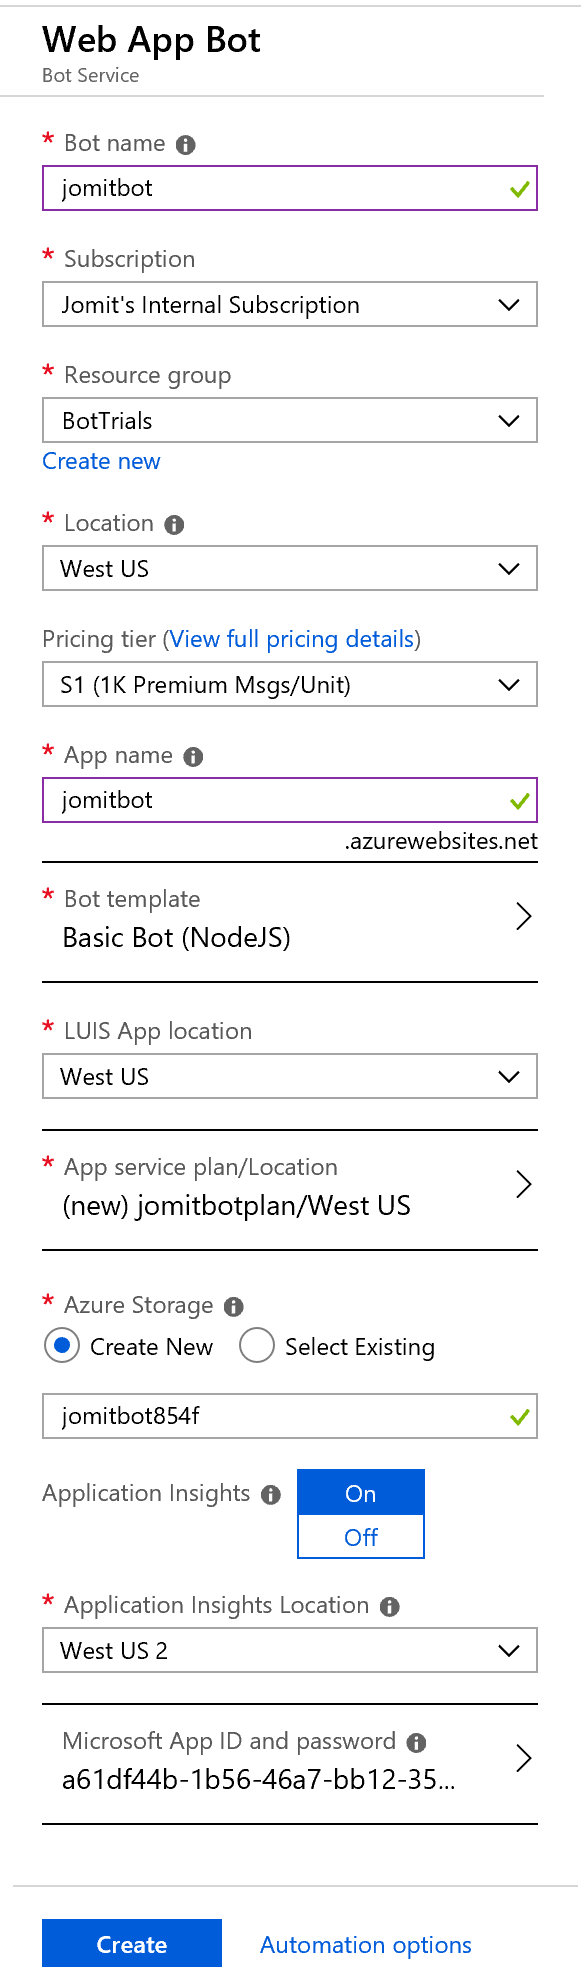 Web App Bot
Bot Service
* Bot name
jomitbot
* Subscription
Jomit's Internal Subscription
* Resource group
BotTrials
Create new
* Location
West US
Pricing tier (View full pricing details)
S1 (1K Premium Msgs/Unit)
* App name
jomitbot
.azurewebsites.net
* Bot template
Basic Bot (NodeJS)
* LUIS App location
West US
* App service plan/Location
(new) jomitbotplan/West US
* Azure Storage
Create New Select Existing
jomitbot854f
Application Insights On
Off
* Application Insights Location
West US 2
Microsoft App ID and password
a61df44b-1b56-46a7-bb12-35...
Create Automation options